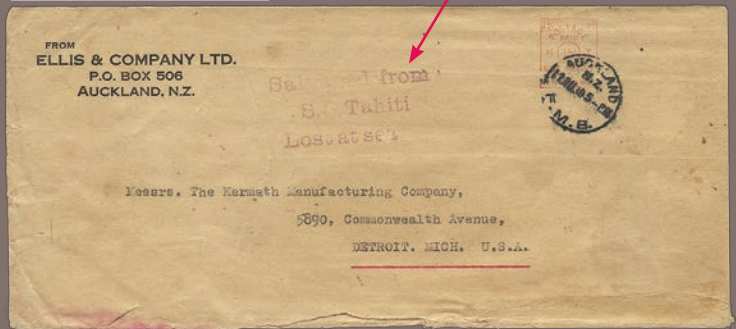 FROM
ELLIS & COMPANY LTD.
P.O. BOX 506
AUCKLAND, N.Z.
from
S. Tahiti
Lost at sea
AUCKLAND
N.Z.
T.M.B.
Messrs. The Kermath Manufacturing Company,
5890, Commonwealth Avenue,
DETROIT. MICH. U.S.A.